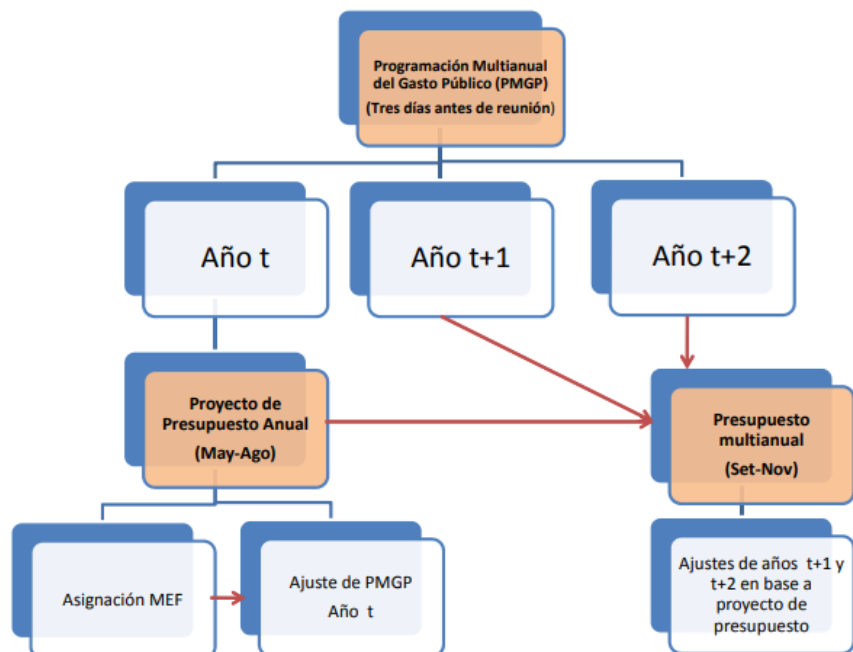 Programación Multianual
del Gasto Público (PMGP)
(Tres días antes de reunión)
Año t
Año t+1
Año t+2
Proyecto de
Presupuesto Anual
(May-Ago)
Presupuesto
multianual
(Set-Nov)
Asignación MEF
Ajuste de PMGP
Año t
Ajustes de años t+1 y
t+2 en base a
proyecto de
presupuesto